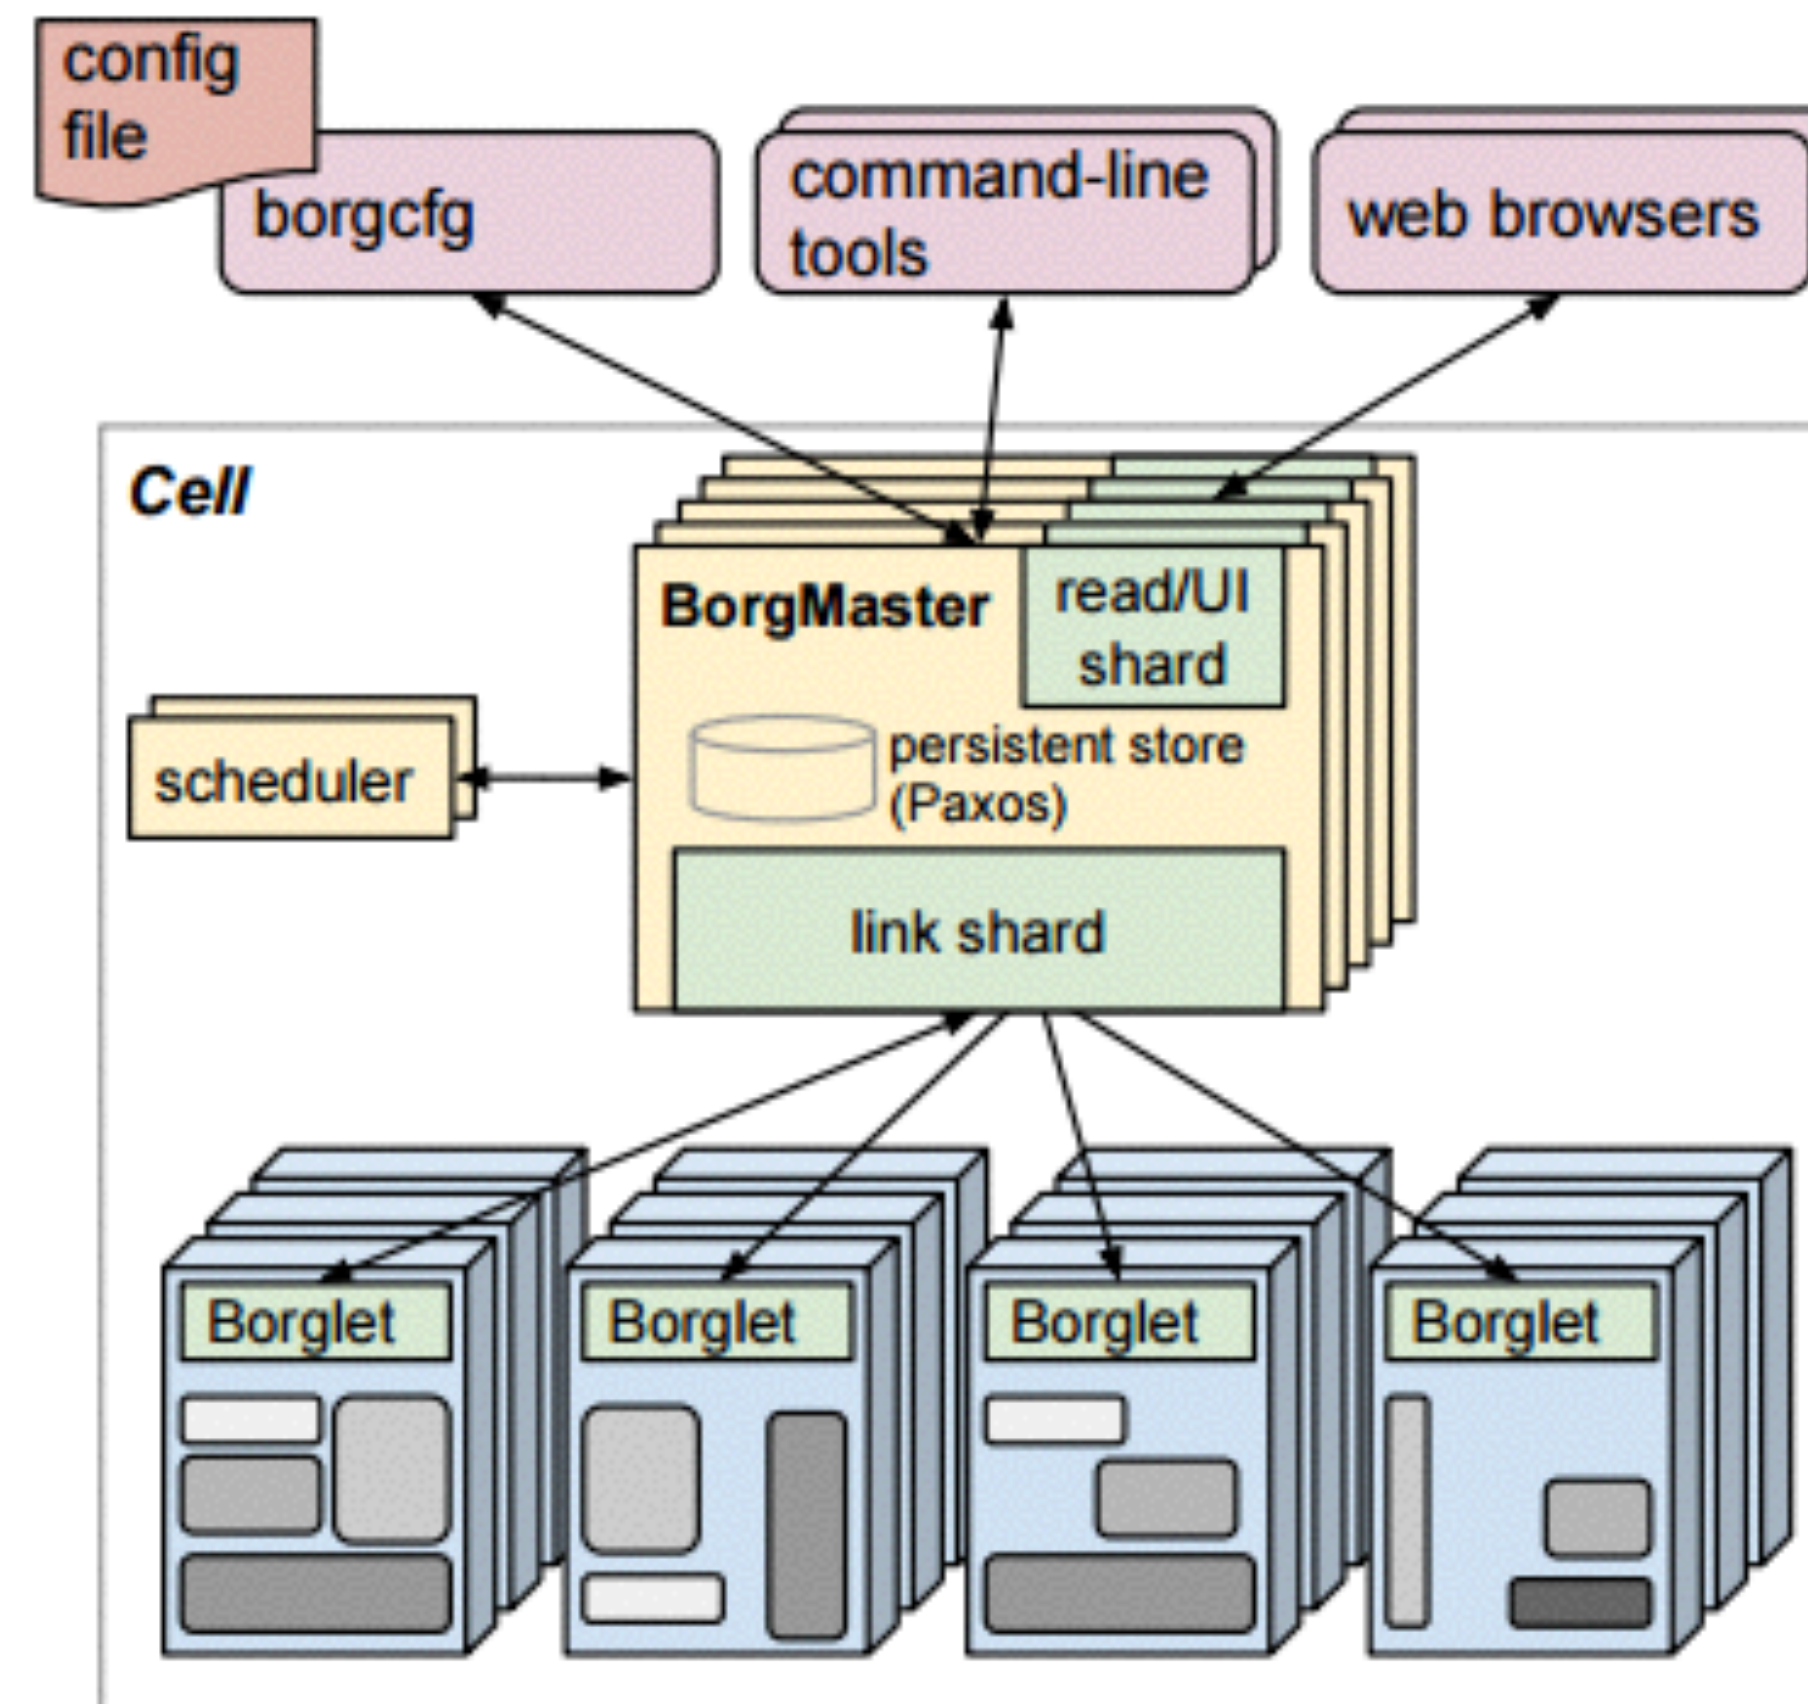 config
file
borgcfg
command-line
tools
web browsers
Cell
BorgMaster
read/UI
shard
persistent store
(Paxos)
scheduler
link shard
Borglet
Borglet
Borglet
Borglet